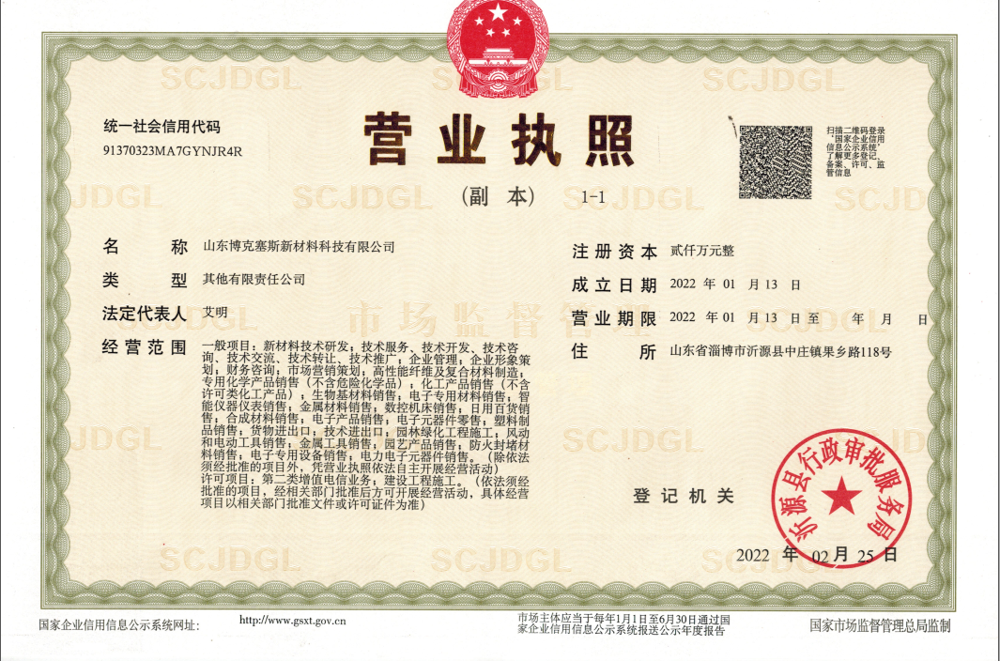 统一社会信用代码
91370323MA7GYNJR4R
营业执照
(副 本) 1-1
扫描二维码登录
'国家企业信用
信息公示系统'
了解更多登记、
备案、许可、监
管信息
名 称 山东博克塞斯新材料科技有限公司
类 型 其他有限责任公司
法定代表人 艾明
经营范围 一般项目：新材料技术研发；技术服务、技术开发、技术咨
询、技术交流、技术转让、技术推广；企业管理；企业形象策
划；财务咨询；市场营销策划；高性能纤维及复合材料制造；
专用化学产品销售（不含危险化学品）；化工产品销售（不含
许可类化工产品）；生物基材料销售；电子专用材料销售；智
能仪器仪表销售；金属材料销售；数控机床销售；日用百货销
售；合成材料销售；电子产品销售；电子元器件零售；塑料制
品销售；货物进出口；技术进出口；园林绿化工程施工；风动
和电动工具销售；金属工具销售，园艺产品销售；防火封堵材
料销售；电子专用设备销售，电力电子元器件销售。（除依法
须经批准的项目外，凭营业执照依法自主开展经营活动）
许可项目：第二类增值电信业务；建设工程施工。（依法须经
批准的项目，经相关部门批准后方可开展经营活动，具体经营
项目以相关部门批准文件或许可证件为准）
注册资本 贰仟万元整
成立日期 2022 年 01 月 13 日
营业期限 2022 年 01 月 13 日 至 年 月 日
住 所 山东省淄博市沂源县中庄镇果乡路118号
登记机关
沂源县行政审批服务局
2022 年 02 月 25 日
SCJDGL
市场监督管理
国家企业信用信息公示系统网址：
http://www.gsxt.gov.cn
市场主体应当于每年1月1日至6月30日通过国
家企业信用信息公示系统报送公示年度报告
国家市场监督管理总局监制